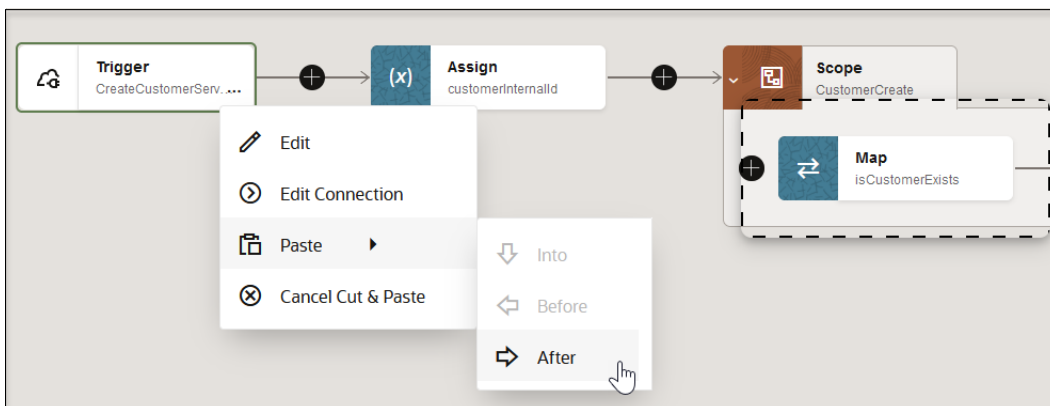 Trigger
CreateCustomerServ....
(x)
Assign
customerInternalId
Scope
CustomerCreate
Map
isCustomerExists
Edit
Edit Connection
Paste
Cancel Cut & Paste
Into
Before
After